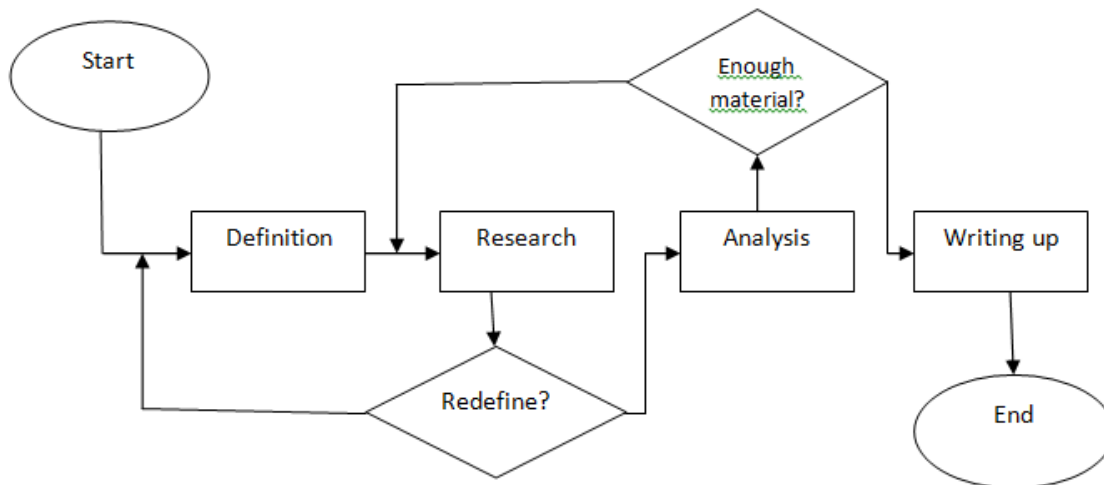 Start
Enough
material?
Definition
Research
Analysis
Writing up
Redefine?
End